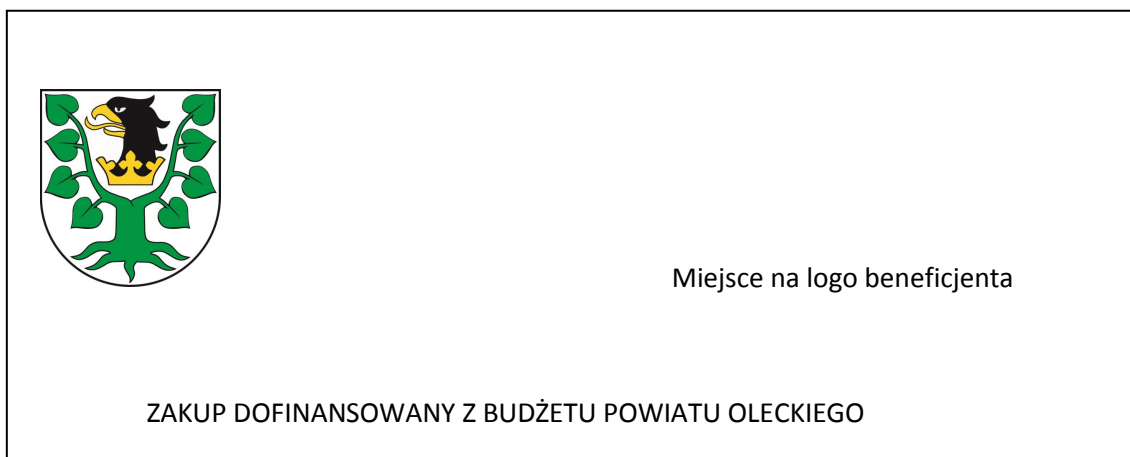 Miejsce na logo beneficjenta
ZAKUP DOFINANSOWANY Z BUDŻETU POWIATU OLECKIEGO